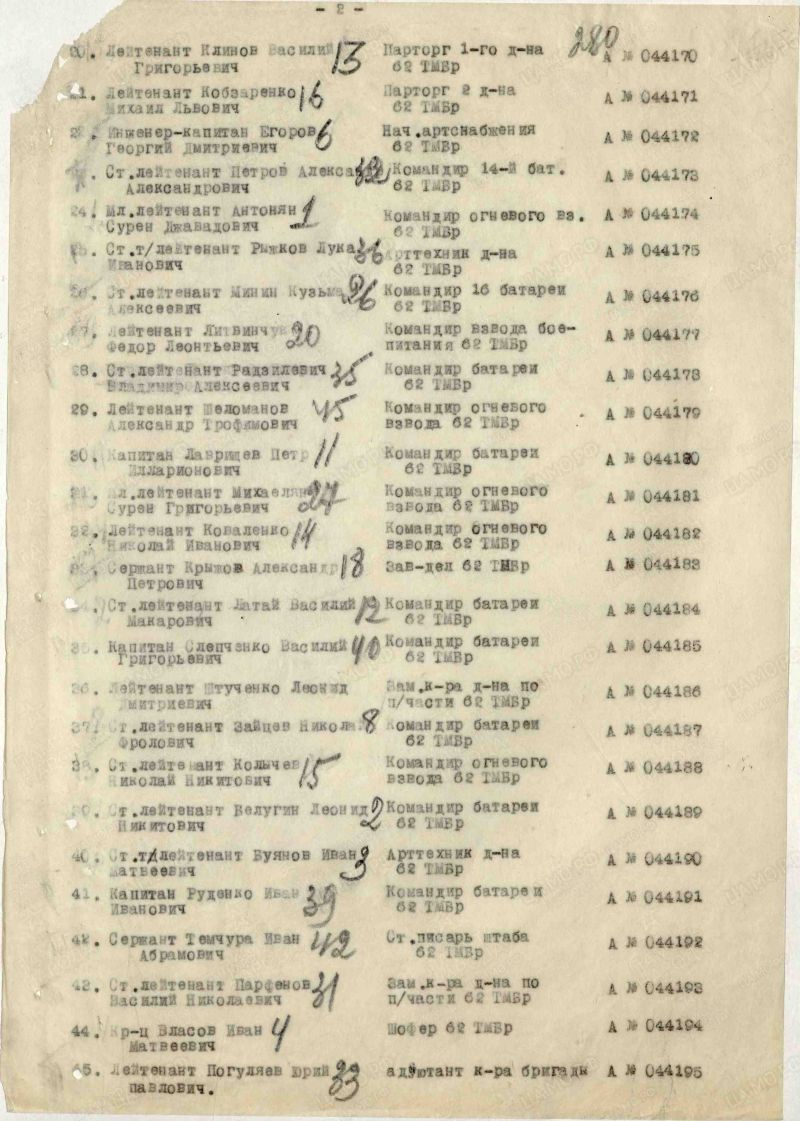 - 2 -
280
20. Лейтенант Клинов Василий 13 Парторг 1-го д-на А № 044170
Григорьевич 62 ТМБр
21. Лейтенант Кобзаренко 16 Парторг 2 д-на А № 044171
Михаил Львович 62 ТМБр
22. Инженер-капитан Егоров 6 Нач.артснабжения А № 044172
Георгий Дмитриевич 62 ТМБр
Ст.лейтенант Петров Александр Командир 14-й бат. А № 044173
Александрович 62 ТМБр
24. Мл.лейтенант Антонян 1 Командир огневого вз. А № 044174
Сурен Джавадович 62 ТМБр
25. Ст.т/лейтенант Рыжков Лука 36 Арттехник д-на А № 044175
Иванович 62 ТМБр
26. Ст.лейтенант Минин Кузьма 26 Командир 16 батареи А № 044176
Алексеевич 62 ТМБр
27. Лейтенант Литвинчук 20 Командир взвода бое- А № 044177
Федор Леонтьевич питания 62 ТМБр
28. Ст.лейтенант Радзилевич 35 Командир батареи А № 044178
Владимир Алексеевич 62 ТМБр
29. Лейтенант Шеломанов 45 Командир огневого А № 044179
Александр Трофимович взвода 62 ТМБр
30. Капитан Лаврищев Петр 11 Командир батареи А № 044180
Илларионович 62 ТМБр
31. Мл.лейтенант Михаелян 27 Командир огневого А № 044181
Сурен Григорьевич взвода 62 ТМБр
32. Лейтенант Коваленко 14 Командир огневого А № 044182
Николай Иванович взвода 62 ТМБр
33. Сержант Крыжов Александр 18 Зав-дел 62 ТМБр А № 044183
Петрович
34. Ст.лейтенант Латай Василий 12 Командир батареи А № 044184
Макарович 62 ТМБр
35. Капитан Слепченко Василий 40 Командир батареи А № 044185
Григорьевич 62 ТМБр
36. Лейтенант Штученко Леонид Зам.к-ра д-на по А № 044186
Дмитриевич п/части 62 ТМБр
37. Ст.лейтенант Зайцев Никола 8 Командир батареи А № 044187
Фролович 62 ТМБр
38. Ст.лейтенант Колычев 15 Командир огневого А № 044188
Николай Никитович взвода 62 ТМБр
39. Ст.лейтенант Белугин Леонид 2 Командир батареи А № 044189
Никитович 62 ТМБр
40. Ст.т/лейтенант Буянов Иван 3 Арттехник д-на А № 044190
Матвеевич 62 ТМБр
41. Капитан Руденко Иван 39 Командир батареи А № 044191
Иванович 62 ТМБр
42. Сержант Темчура Иван 42 Ст.писарь штаба А № 044192
Абрамович 62 ТМБр
43. Ст.лейтенант Парфенов 31 Зам.к-ра д-на по А № 044193
Василий Николаевич п/части 62 ТМБр
44. Кр-ц Власов Иван 4 Шофер 62 ТМБр А № 044194
Матвеевич
45. Лейтенант Погуляев Юрий 33 адъютант к-ра бригады А № 044195
павлович.